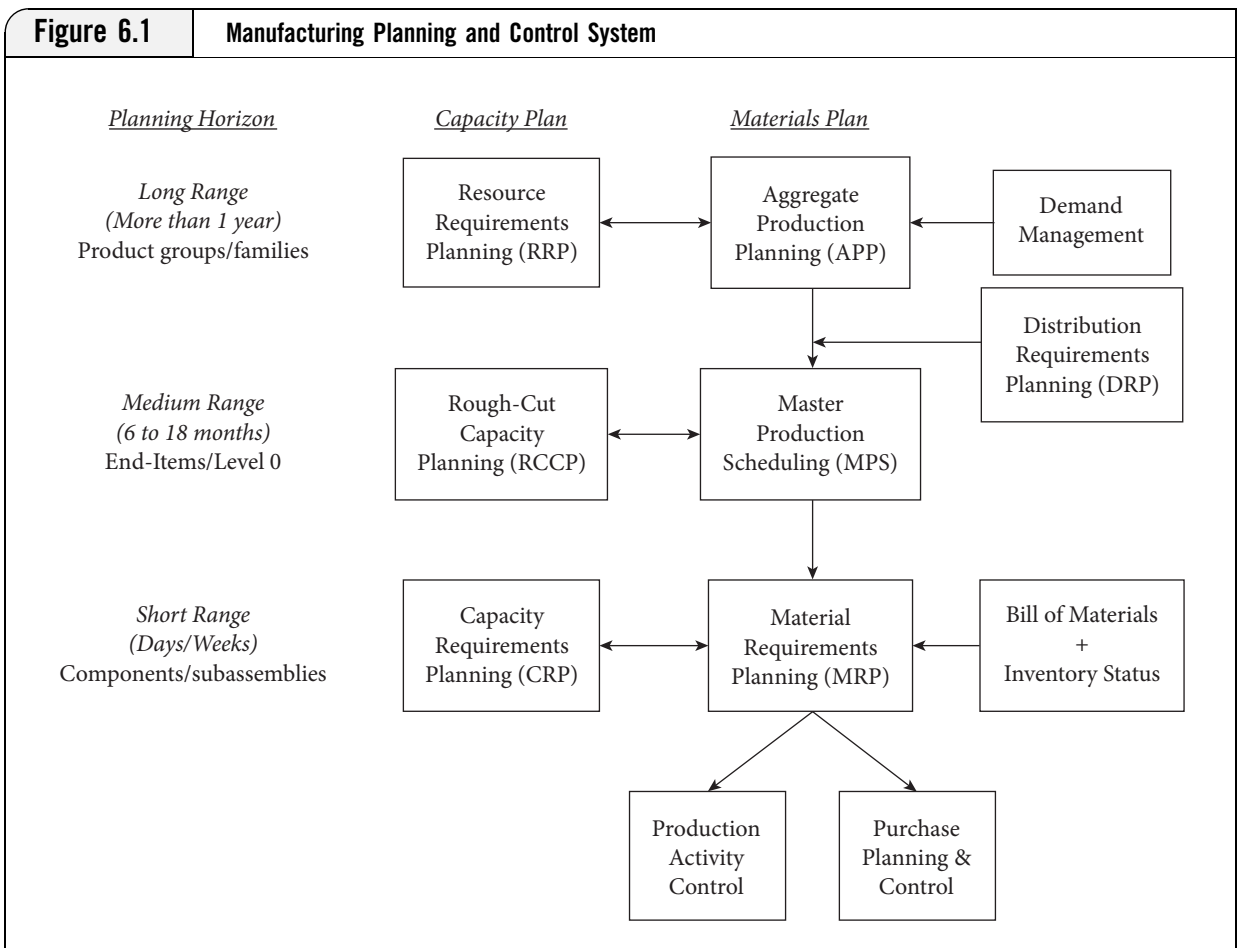 Figure 6.1
Manufacturing Planning and Control System
Planning Horizon
Capacity Plan
Materials Plan
Long Range
(More than 1 year)
Product groups/families
Resource
Requirements
Planning (RRP)
Aggregate
Production
Planning (APP)
Demand
Management
Distribution
Requirements
Planning (DRP)
Medium Range
(6 to 18 months)
End-Items/Level 0
Rough-Cut
Capacity
Planning (RCCP)
Master
Production
Scheduling (MPS)
Short Range
(Days/Weeks)
Components/subassemblies
Capacity
Requirements
Planning (CRP)
Material
Requirements
Planning (MRP)
Bill of Materials
+
Inventory Status
Production
Activity
Control
Purchase
Planning &
Control